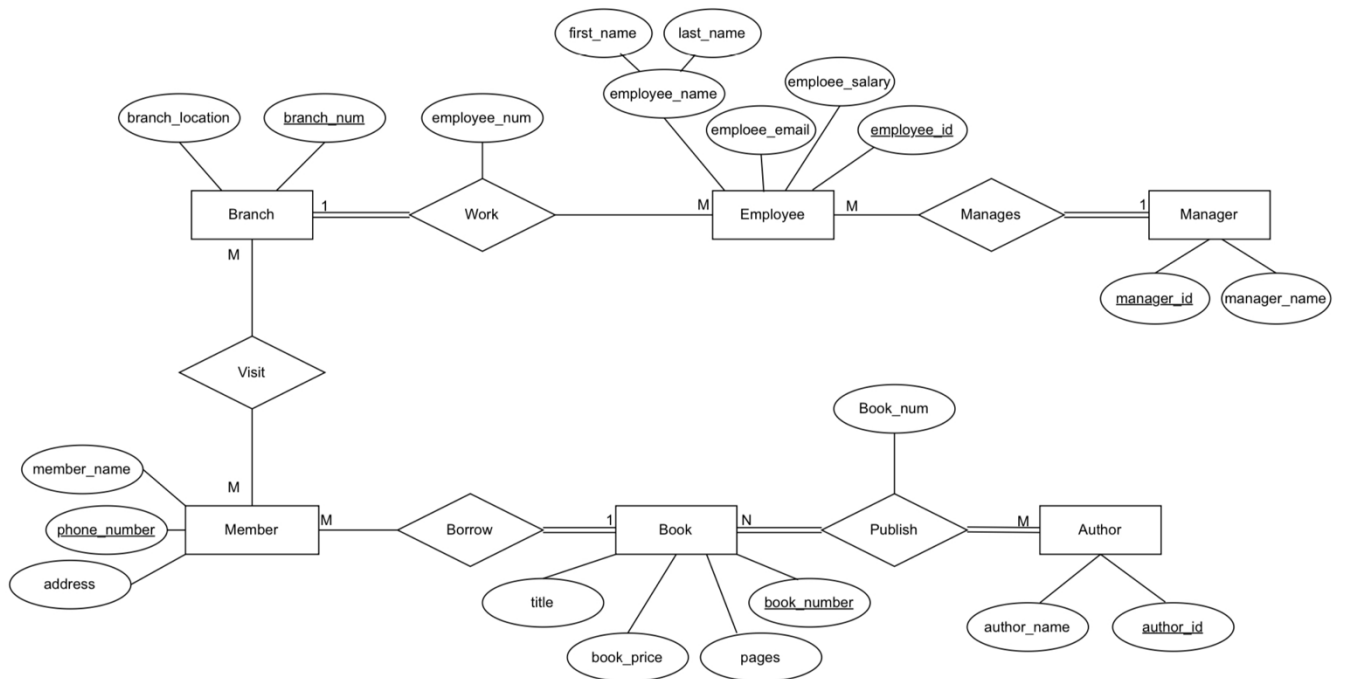 first_name
last_name
employee_name
emploee_salary
branch_location
branch_num
employee_num
emploee_email
employee_id
Branch
1
Work
M
Employee
M
Manages
1
Manager
M
manager_id
manager_name
Visit
Book_num
member_name
M
phone_number
Member
M
Borrow
1
Book
N
Publish
M
Author
address
title
book_number
author_name
author_id
book_price
pages